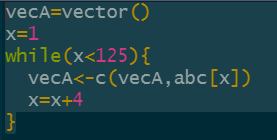 vecA=vector()
x=1
while(x<125){
  vecA<-c(vecA,abc[x])
  x=x+4
}